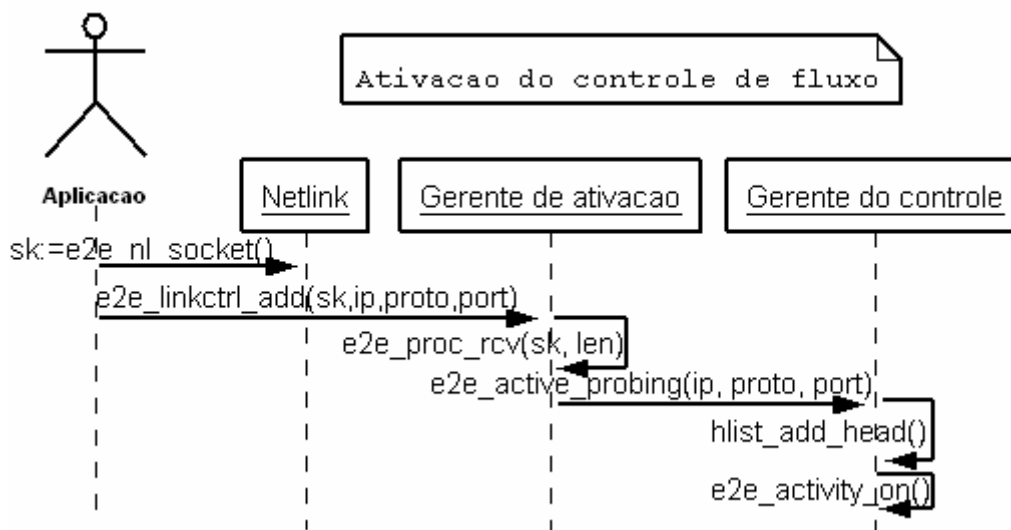 Ativacao do controle de fluxo
Aplicacao
Netlink
Gerente de ativacao
Gerente do controle
sk:=e2e_nl_socket()
e2e_linkctrl_add(sk,ip,proto,port)
e2e_proc_rcv(sk, len)
e2e_active_probing(ip, proto, port)
hlist_add_head()
e2e_activity_on()